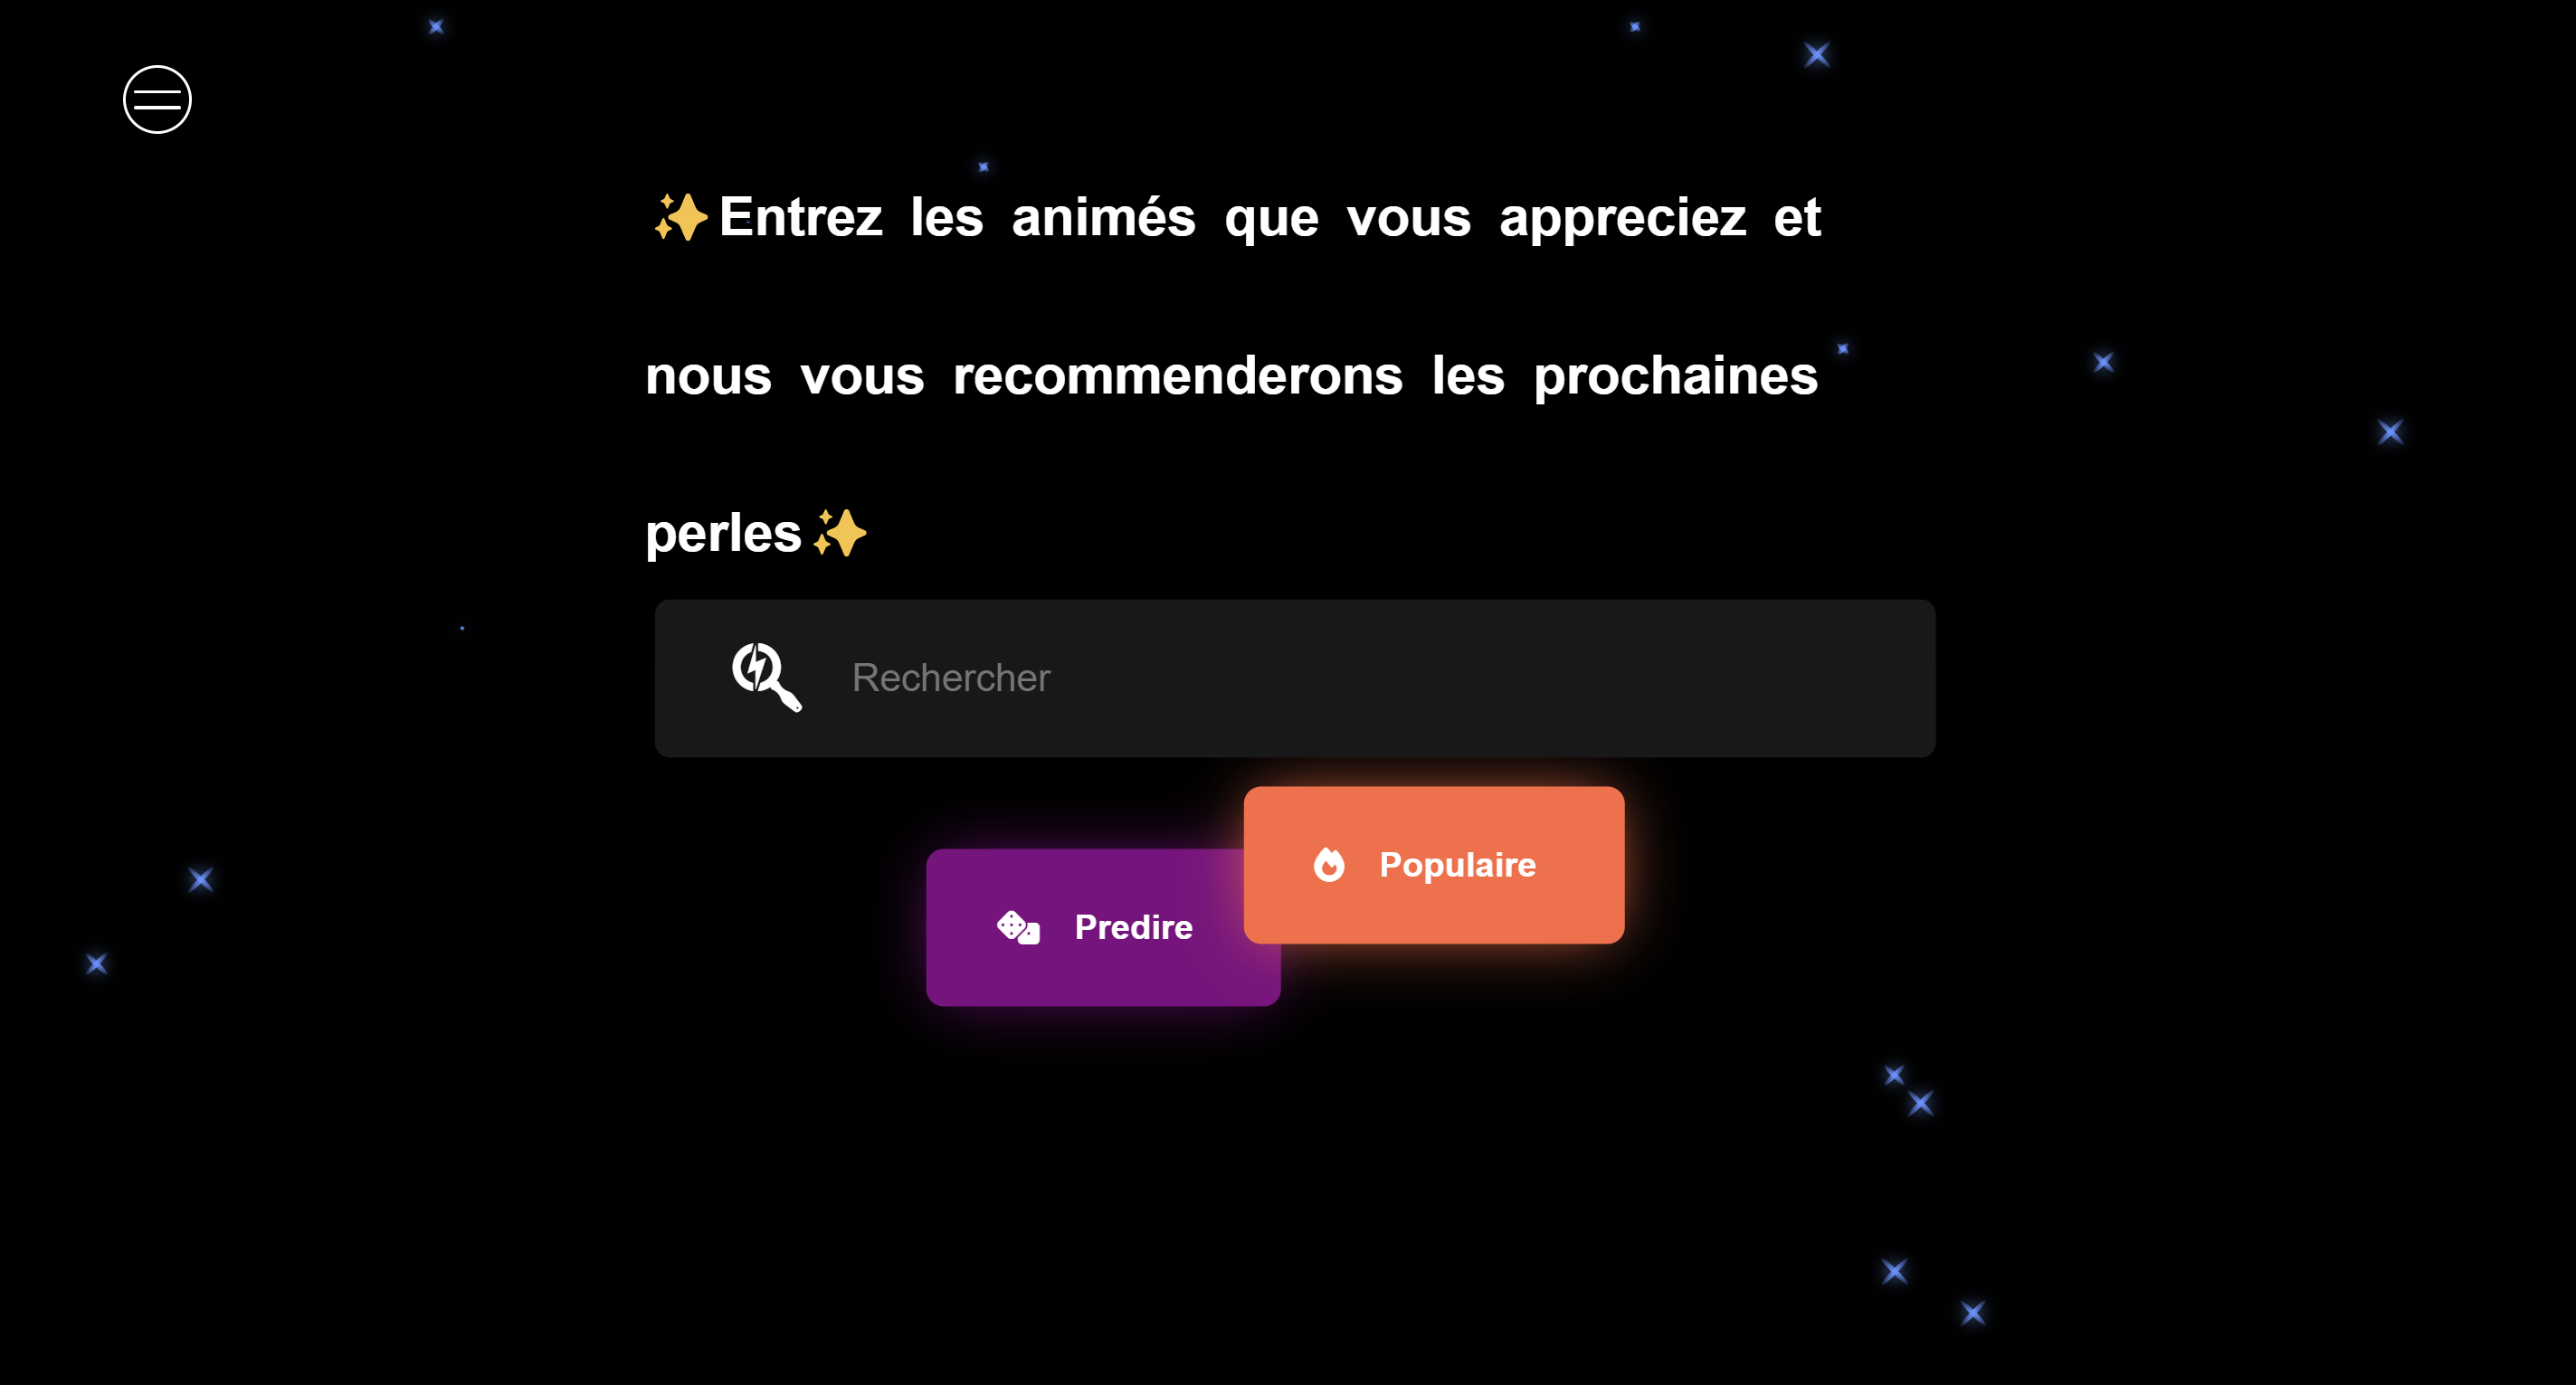 ✨Entrez les animés que vous appreciez et
nous vous recommenderons les prochaines
perles✨
Rechercher
Populaire
Predire